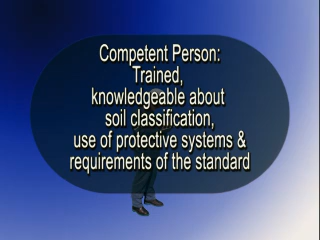 Competent Person:
Trained,
knowledgeable about
soil classification,
use of protective systems &
requirements of the standard